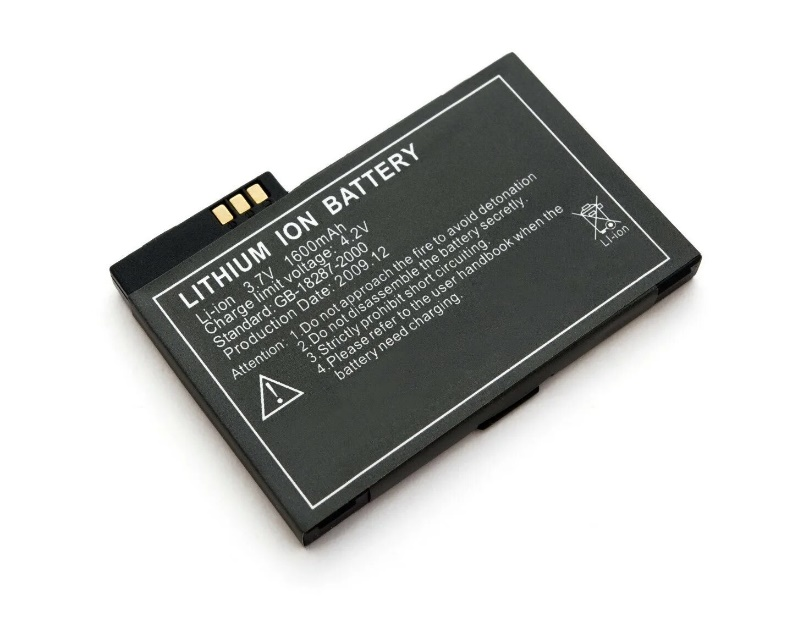 LITHIUM ION BATTERY
Li-ion 3.7V 1600mAh
Charge limit voltage: 4.2V
Standard: GB-18287-2000
Production Date: 2009.12
Attention: 1.Do not approach the fire to avoid detonation
2.Do not disassemble the battery secretly.
3.Strictly prohibit short circuiting.
4.Please refer to the user handbook when the
battery need charging.
!
Li-ion